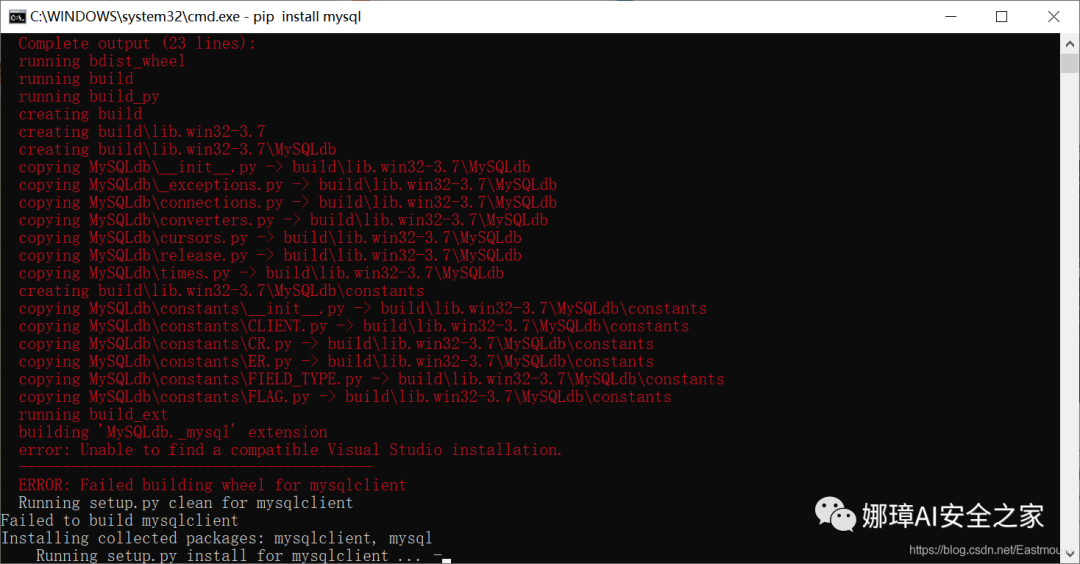 C:\WINDOWS\system32\cmd.exe - pip  install mysql
Complete output (23 lines):
running bdist_wheel
running build
running build_py
creating build
creating build\lib.win32-3.7
creating build\lib.win32-3.7\MySQLdb
copying MySQLdb\__init__.py -> build\lib.win32-3.7\MySQLdb
copying MySQLdb\_exceptions.py -> build\lib.win32-3.7\MySQLdb
copying MySQLdb\connections.py -> build\lib.win32-3.7\MySQLdb
copying MySQLdb\converters.py -> build\lib.win32-3.7\MySQLdb
copying MySQLdb\cursors.py -> build\lib.win32-3.7\MySQLdb
copying MySQLdb\release.py -> build\lib.win32-3.7\MySQLdb
copying MySQLdb\times.py -> build\lib.win32-3.7\MySQLdb
creating build\lib.win32-3.7\MySQLdb\constants
copying MySQLdb\constants\__init__.py -> build\lib.win32-3.7\MySQLdb\constants
copying MySQLdb\constants\CLIENT.py -> build\lib.win32-3.7\MySQLdb\constants
copying MySQLdb\constants\CR.py -> build\lib.win32-3.7\MySQLdb\constants
copying MySQLdb\constants\ER.py -> build\lib.win32-3.7\MySQLdb\constants
copying MySQLdb\constants\FIELD_TYPE.py -> build\lib.win32-3.7\MySQLdb\constants
copying MySQLdb\constants\FLAG.py -> build\lib.win32-3.7\MySQLdb\constants
running build_ext
building 'MySQLdb._mysql' extension
error: Unable to find a compatible Visual Studio installation.
----------------------------------------
ERROR: Failed building wheel for mysqlclient
Running setup.py clean for mysqlclient
Failed to build mysqlclient
Installing collected packages: mysqlclient, mysql
Running setup.py install for mysqlclient ... -
娜璋AI安全之家
https://blog.csdn.net/Eastmou